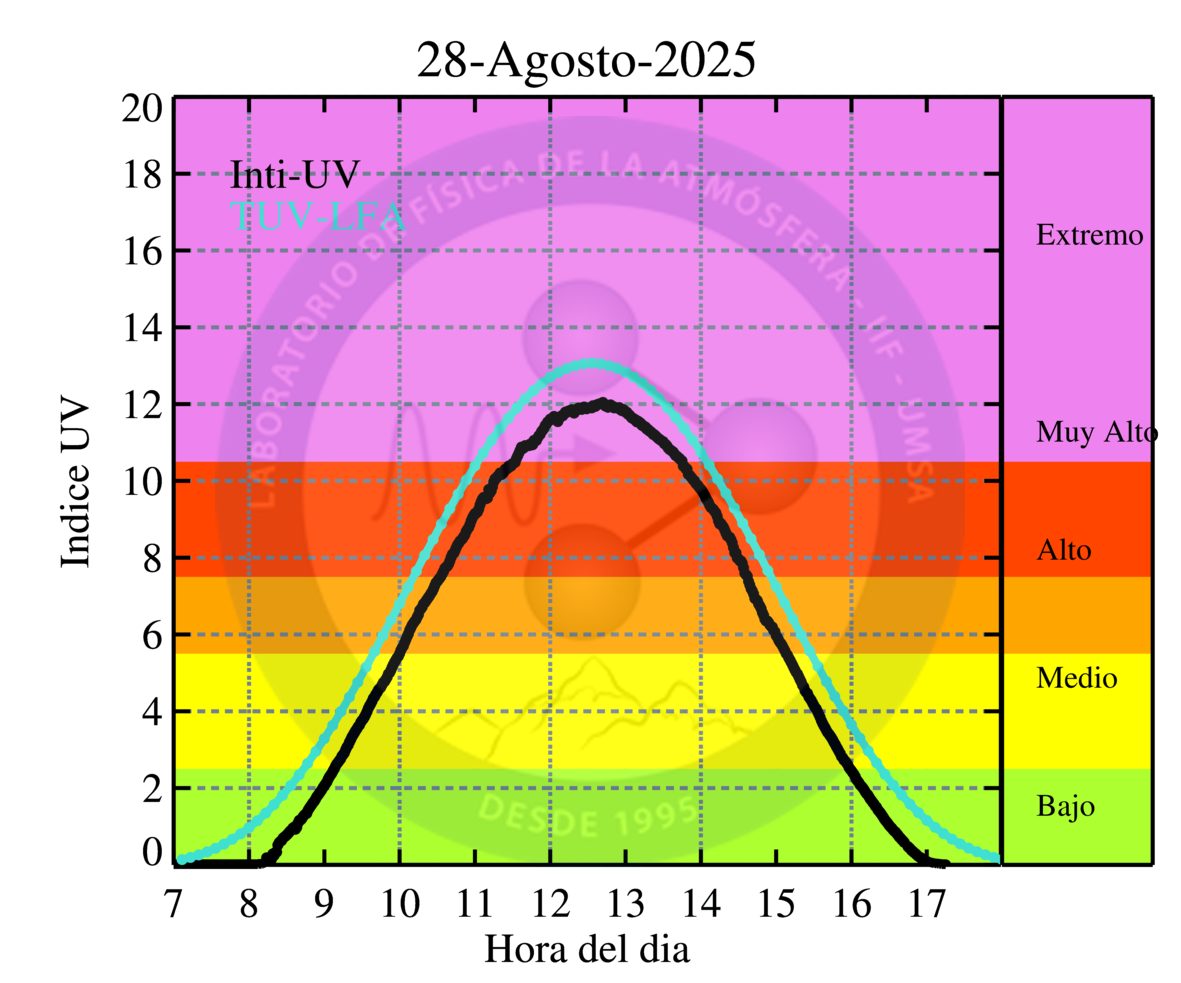 28-Agosto-2025
20
18
16
14
12
10
8
6
4
2
0
Indice UV
Inti-UV
TUV-LFA
LABORATORIO DE FÍSICA DE LA ATMÓSFERA - IIF - UMSA
DESDE 1995
Extremo
Muy Alto
Alto
Medio
Bajo
7 8 9 10 11 12 13 14 15 16 17
Hora del dia